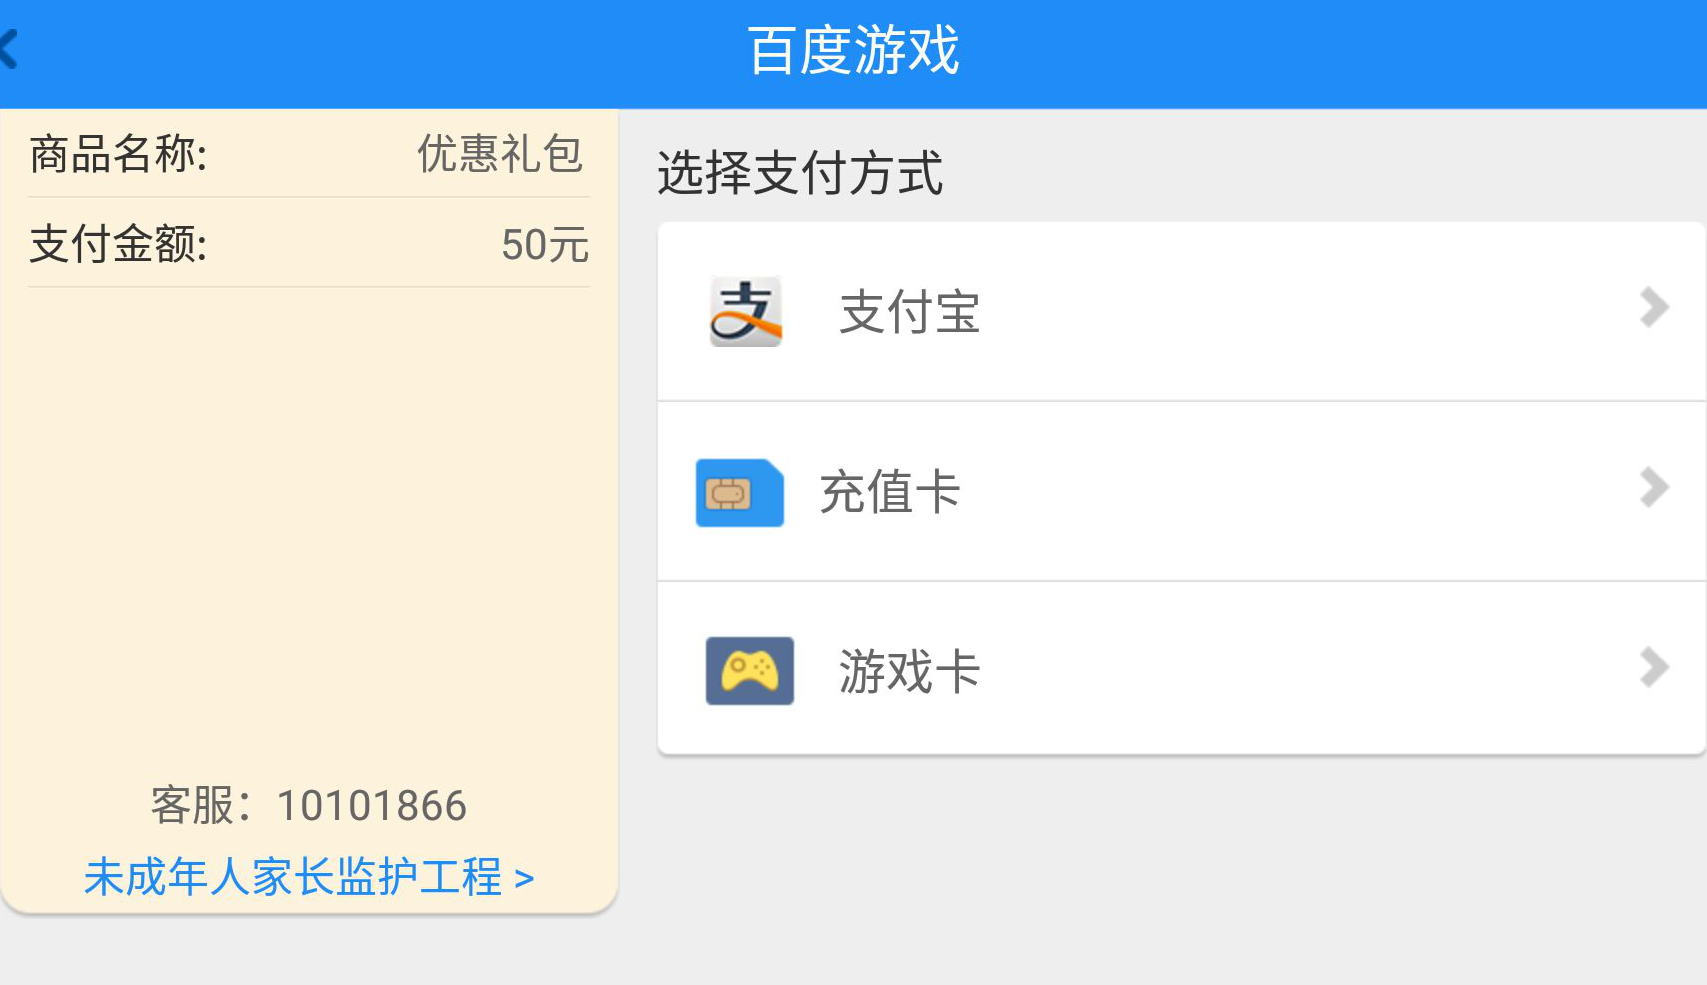 百度游戏
商品名称: 优惠礼包
支付金额: 50元
客服：10101866
未成年人家长监护工程 >
选择支付方式
支付宝
充值卡
游戏卡